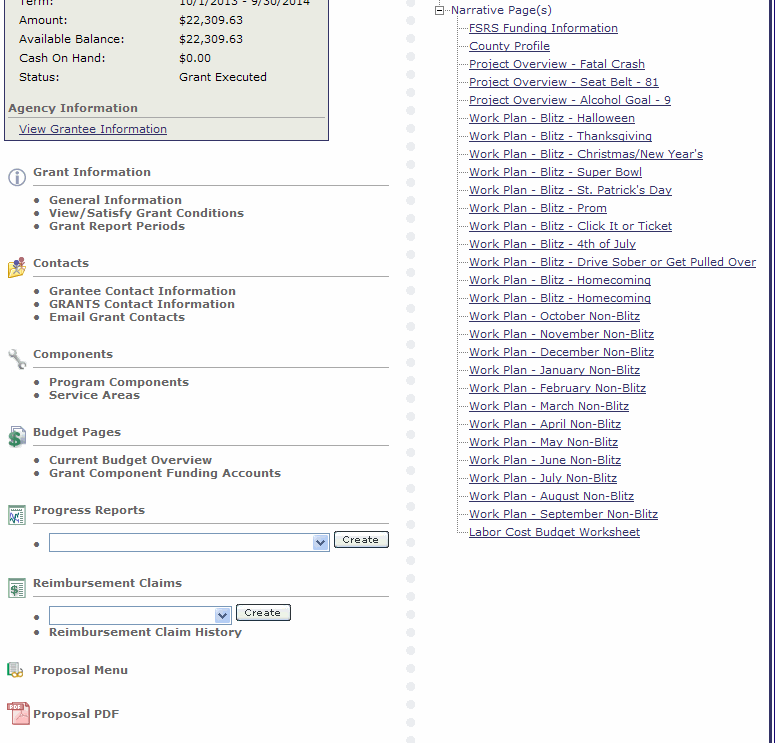 Term: 10/1/2013 - 9/30/2014
Amount: $22,309.63
Available Balance: $22,309.63
Cash On Hand: $0.00
Status: Grant Executed
Agency Information
View Grantee Information
Grant Information
General Information
View/Satisfy Grant Conditions
Grant Report Periods
Contacts
Grantee Contact Information
GRANTS Contact Information
Email Grant Contacts
Components
Program Components
Service Areas
Budget Pages
Current Budget Overview
Grant Component Funding Accounts
Progress Reports
Create
Reimbursement Claims
Create
Reimbursement Claim History
Proposal Menu
PDF
Proposal PDF
Narrative Page(s)
FSRS Funding Information
County Profile
Project Overview - Fatal Crash
Project Overview - Seat Belt - 81
Project Overview - Alcohol Goal - 9
Work Plan - Blitz - Halloween
Work Plan - Blitz - Thanksgiving
Work Plan - Blitz - Christmas/New Year's
Work Plan - Blitz - Super Bowl
Work Plan - Blitz - St. Patrick's Day
Work Plan - Blitz - Prom
Work Plan - Blitz - Click It or Ticket
Work Plan - Blitz - 4th of July
Work Plan - Blitz - Drive Sober or Get Pulled Over
Work Plan - Blitz - Homecoming
Work Plan - Blitz - Homecoming
Work Plan - October Non-Blitz
Work Plan - November Non-Blitz
Work Plan - December Non-Blitz
Work Plan - January Non-Blitz
Work Plan - February Non-Blitz
Work Plan - March Non-Blitz
Work Plan - April Non-Blitz
Work Plan - May Non-Blitz
Work Plan - June Non-Blitz
Work Plan - July Non-Blitz
Work Plan - August Non-Blitz
Work Plan - September Non-Blitz
Labor Cost Budget Worksheet